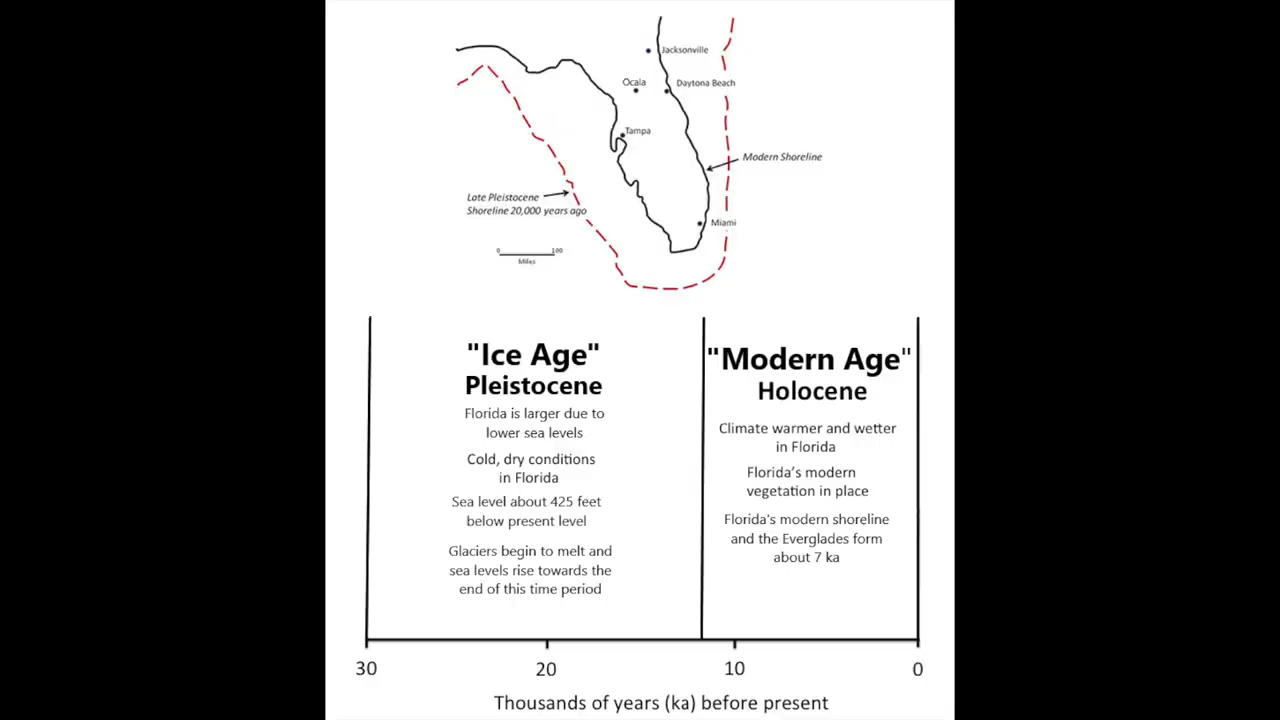 Jacksonville
Ocala
Daytona Beach
Tampa
Modern Shoreline
Late Pleistocene
Shoreline 20,000 years ago
Miami
0 100
Miles
"Ice Age"
Pleistocene
Florida is larger due to
lower sea levels
Cold, dry conditions
in Florida
Sea level about 425 feet
below present level
Glaciers begin to melt and
sea levels rise towards the
end of this time period
"Modern Age"
Holocene
Climate warmer and wetter
in Florida
Florida's modern
vegetation in place
Florida's modern shoreline
and the Everglades form
about 7 ka
30 20 10 0
Thousands of years (ka) before present